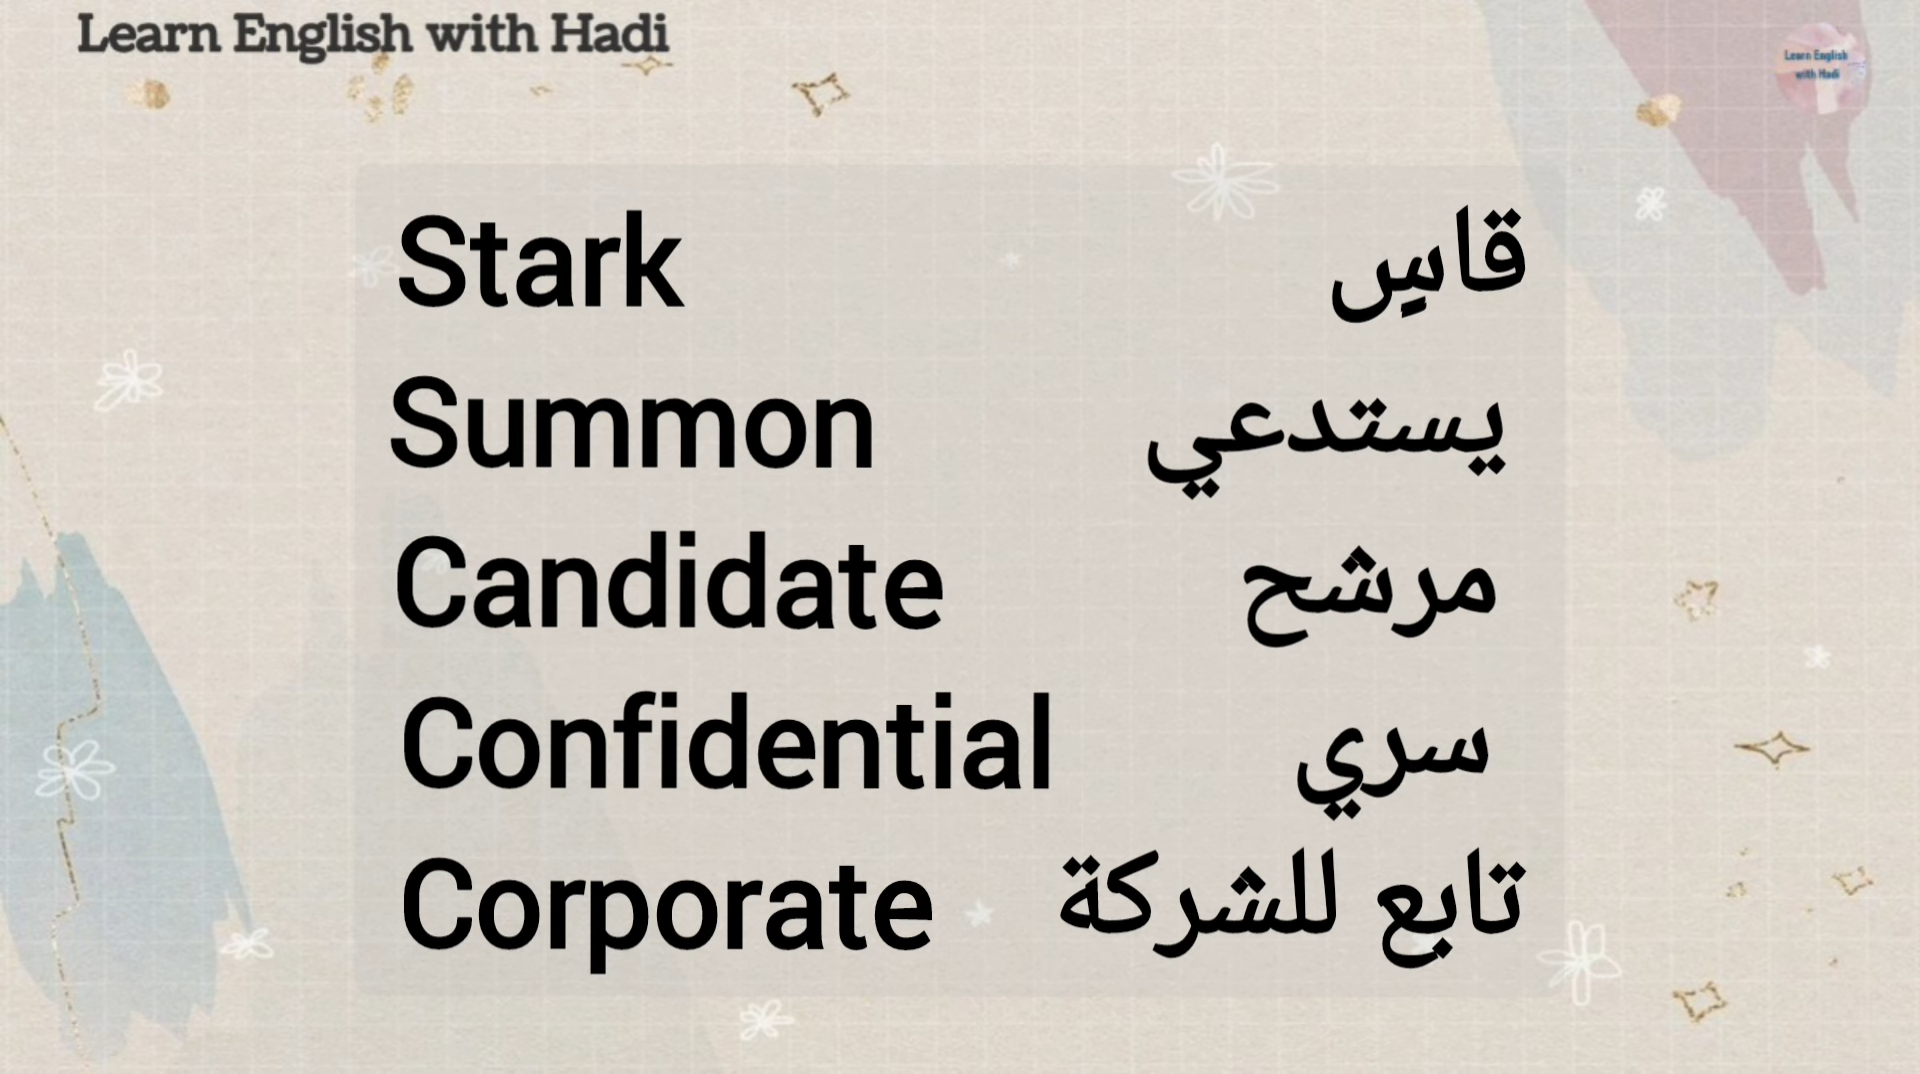 Learn English with Hadi
Learn English
with Hadi
Stark قاسٍ
Summon يستدعي
Candidate مرشح
Confidential سري
Corporate تابع للشركة